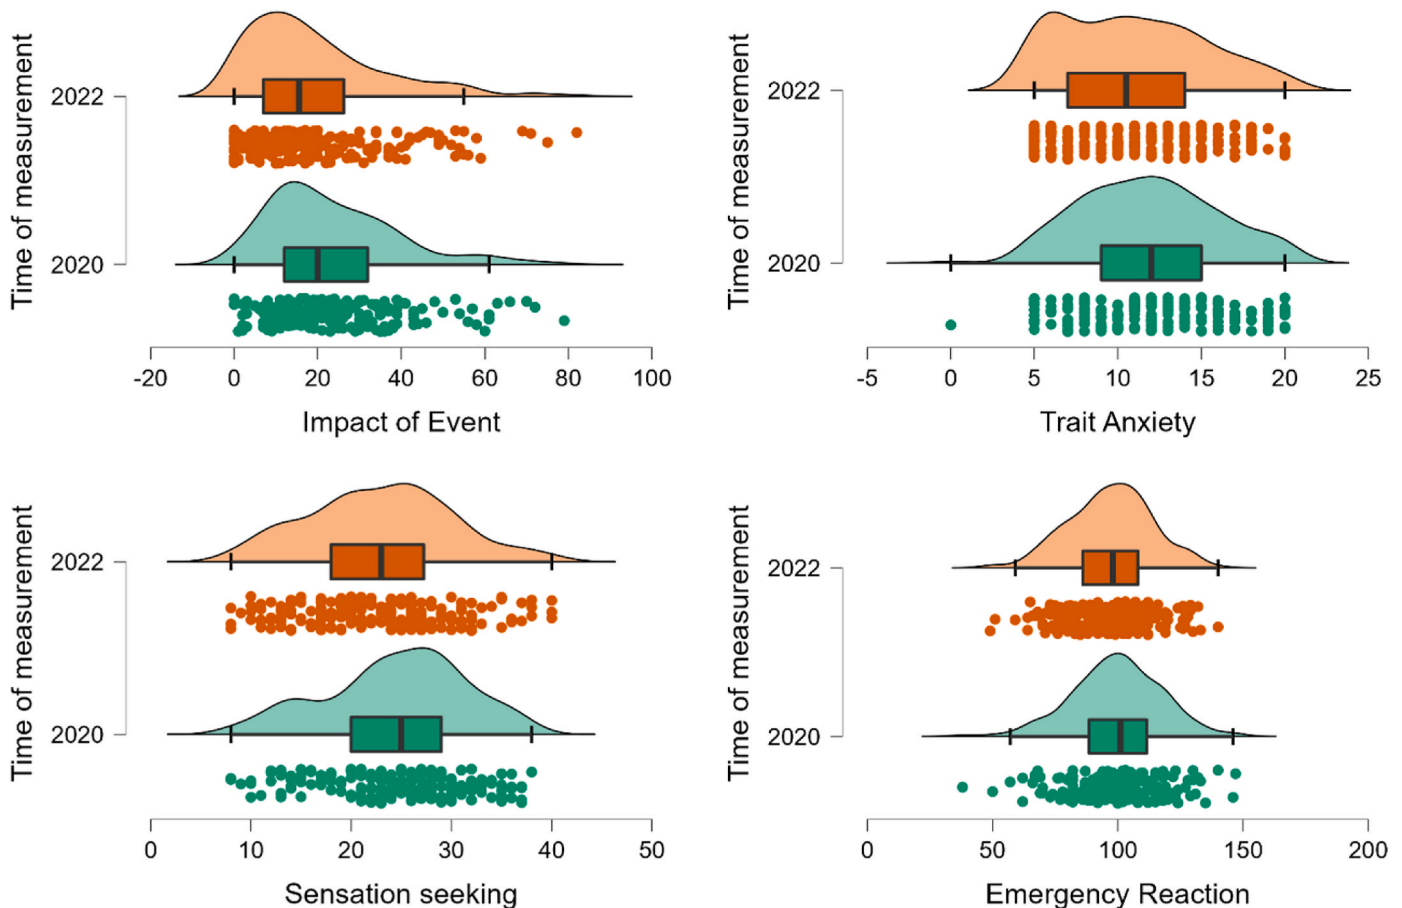 Time of measurement
2022
2020
-20 0 20 40 60 80 100
Impact of Event
Time of measurement
2022
2020
-5 0 5 10 15 20 25
Trait Anxiety
Time of measurement
2022
2020
0 10 20 30 40 50
Sensation seeking
Time of measurement
2022
2020
0 50 100 150 200
Emergency Reaction